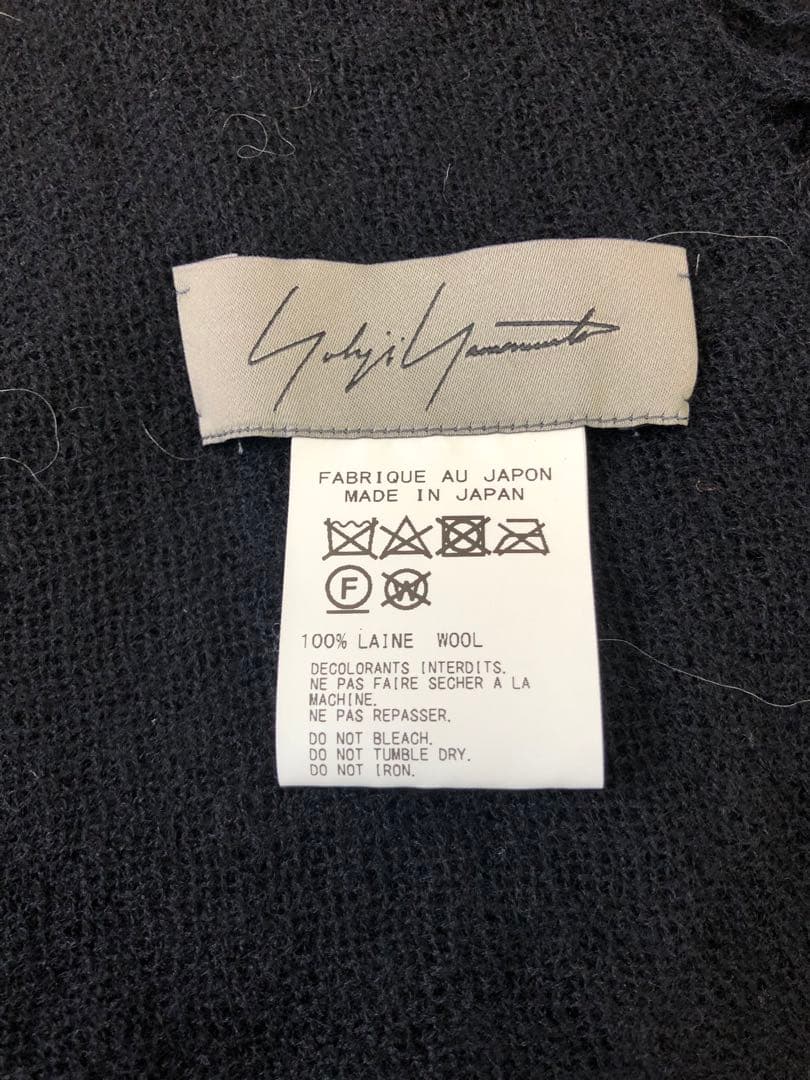 Yohji Yamamoto
FABRIQUE AU JAPON
MADE IN JAPAN
F
W
100% LAINE WOOL
DECOLORANTS INTERDITS.
NE PAS FAIRE SECHER A LA
MACHINE.
NE PAS REPASSER.
DO NOT BLEACH.
DO NOT TUMBLE DRY.
DO NOT IRON.